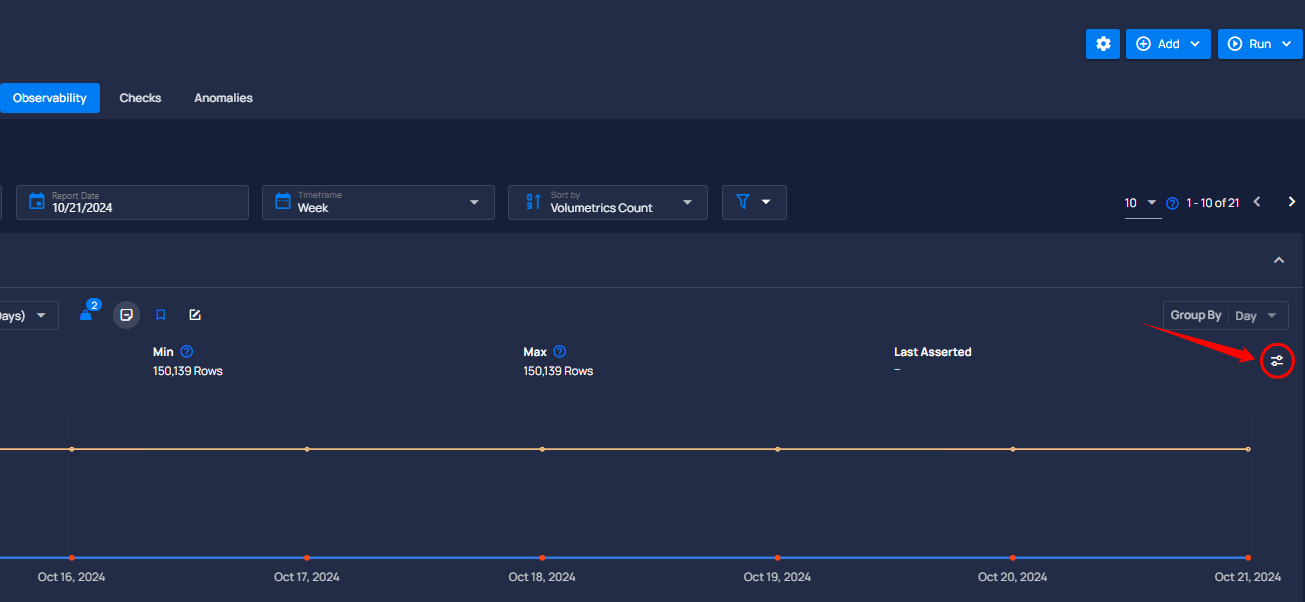 Add
Run
Observability
Checks
Anomalies
Report Date
10/21/2024
Timeframe
Week
Sort by
Volumetrics Count
10
1 - 10 of 21
Days)
2
Group By
Day
Min
150,139 Rows
Max
150,139 Rows
Last Asserted
–
Oct 16, 2024
Oct 17, 2024
Oct 18, 2024
Oct 19, 2024
Oct 20, 2024
Oct 21, 2024